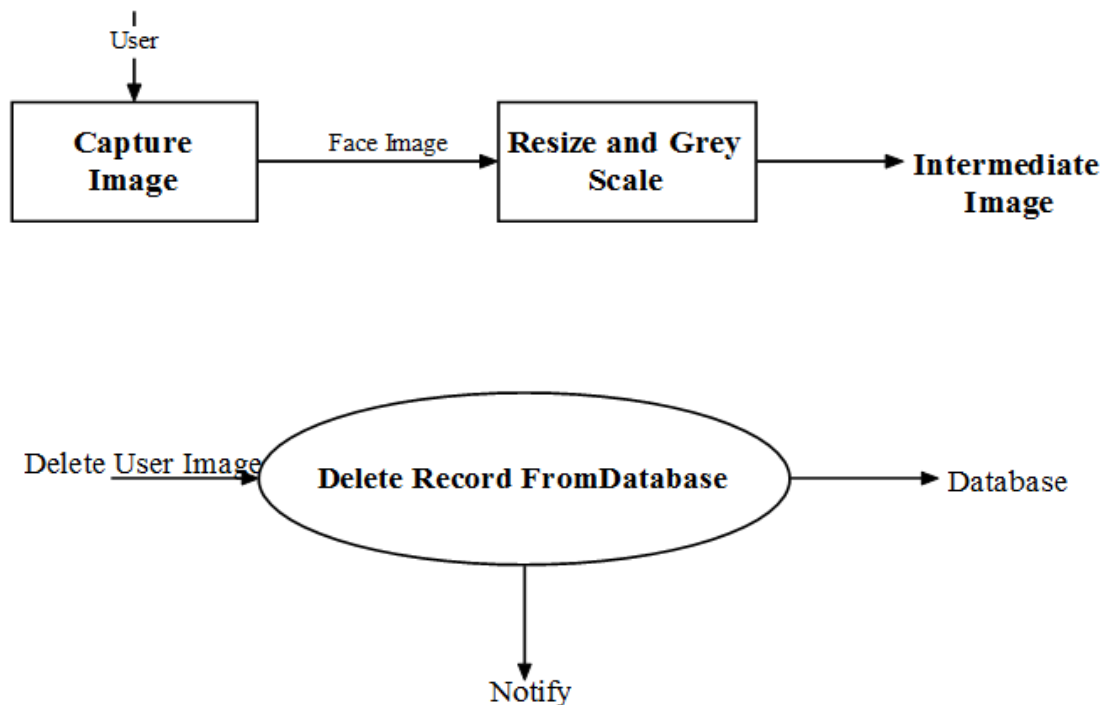 User
Capture
Image
Face Image
Resize and Grey
Scale
Intermediate
Image
Delete User Image
Delete Record FromDatabase
Database
Notify